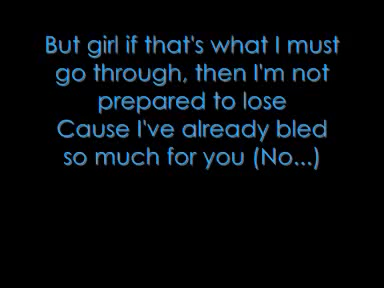 But girl if that's what I must
go through, then I'm not
prepared to lose
Cause I've already bled
so much for you (No...)